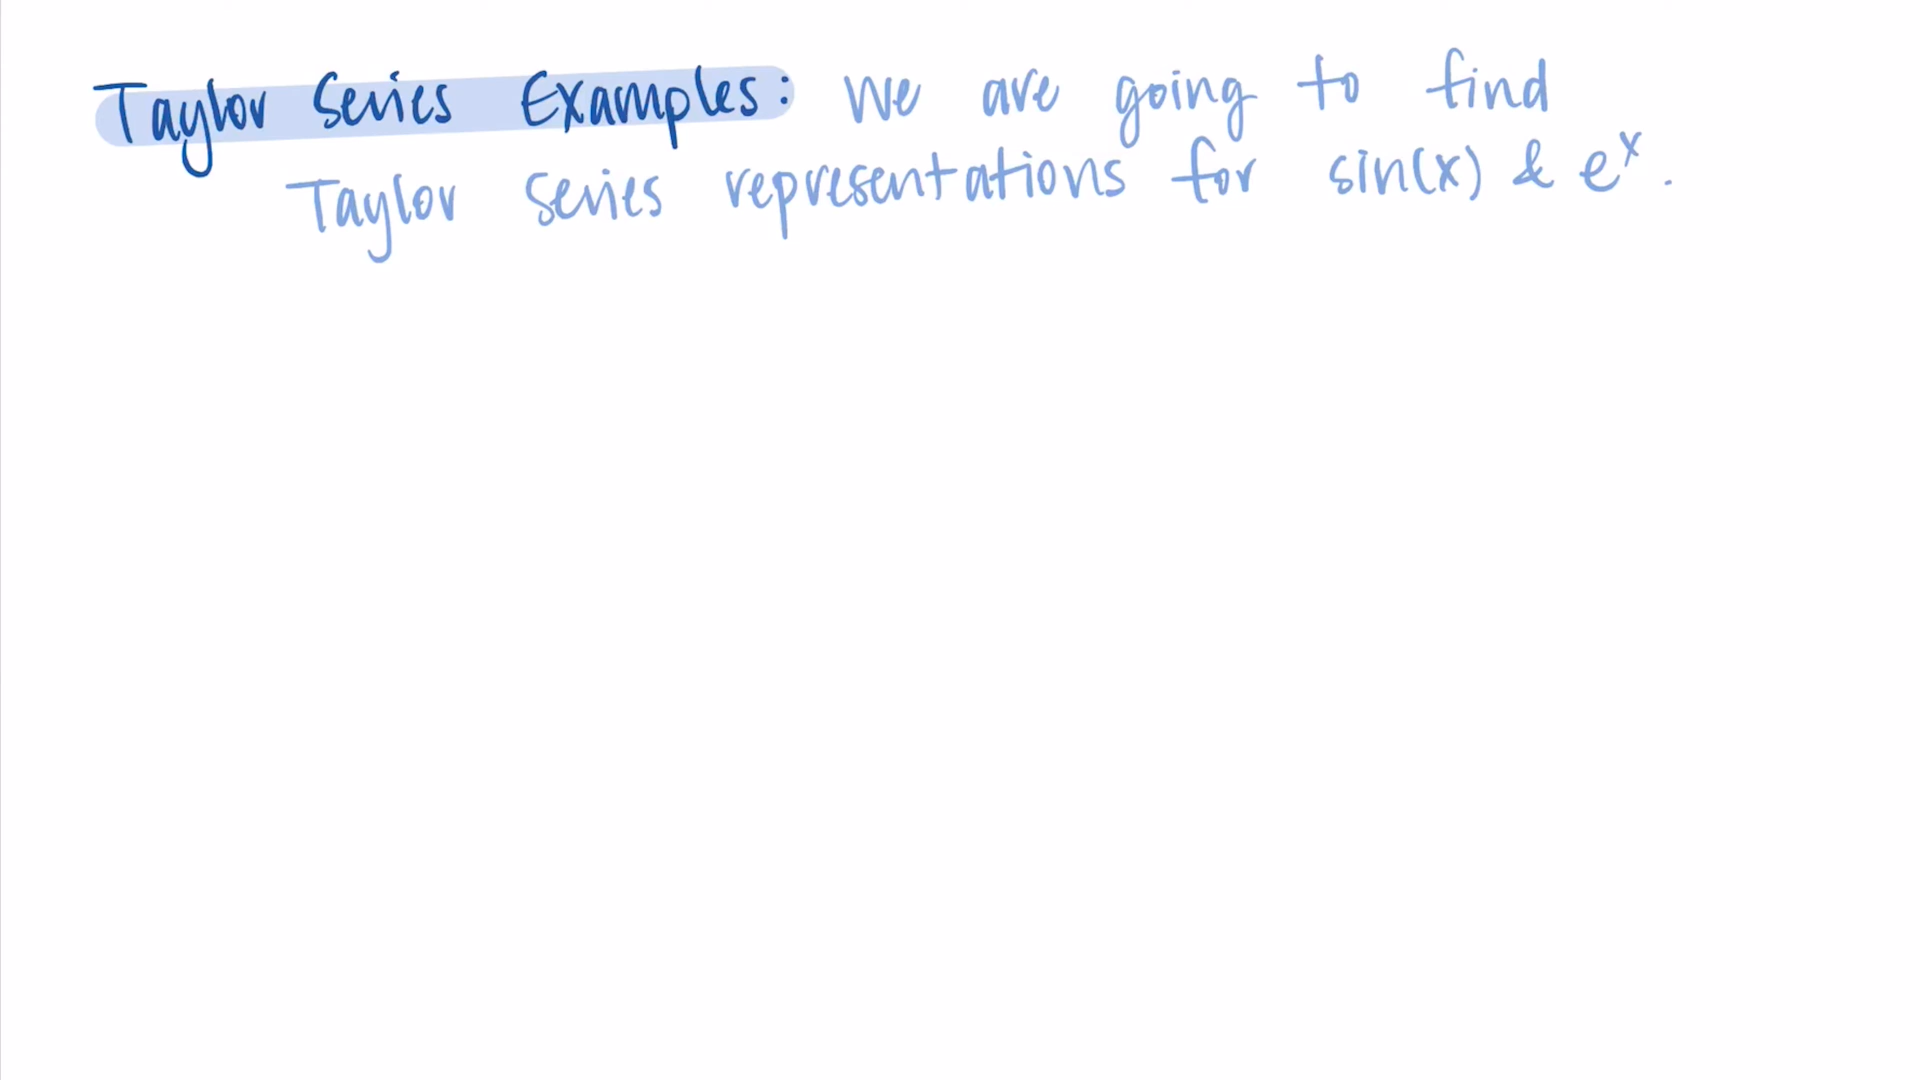 Taylor Series Examples: We are going to find
Taylor Series representations for sin(x) & e^x.